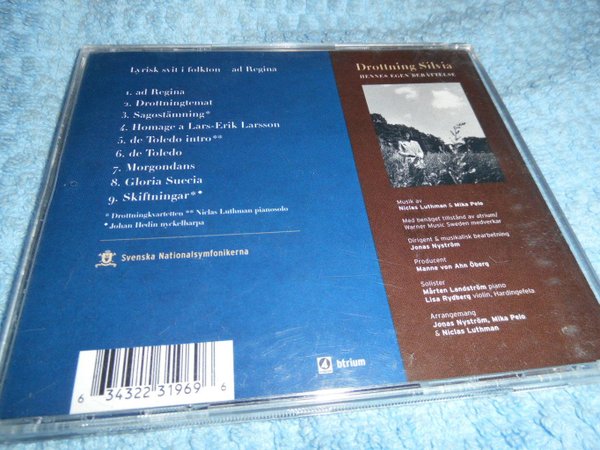 Lyrisk svit i folkton ad Regina
1. ad Regina
2. Drottningtemat
3. Sagostämning*
4. Homage a Lars-Erik Larsson
5. de Toledo intro**
6. de Toledo
7. Morgondans
8. Gloria Suecia
9. Skiftningar*•
* Drottningkvartetten ** Niclas Luthman pianosolo
• Johan Hedin nyckelharpa
Svenska Nationalsymfonikerna
6 34322 31969 6
btrium
Drottning Silvia
HENNES EGEN BERÄTTELSE
Musik av
Niclas Luthman & Mika Pelo
Med benäget tillstånd av atrium/
Warner Music Sweden medverkar
Dirigent & musikalisk bearbetning
Jonas Nyström
Producent
Manne von Ahn Öberg
Solister
Mårten Landström piano
Lisa Rydberg violin, Hardingefela
Arrangemang
Jonas Nyström, Mika Pelo
& Niclas Luthman